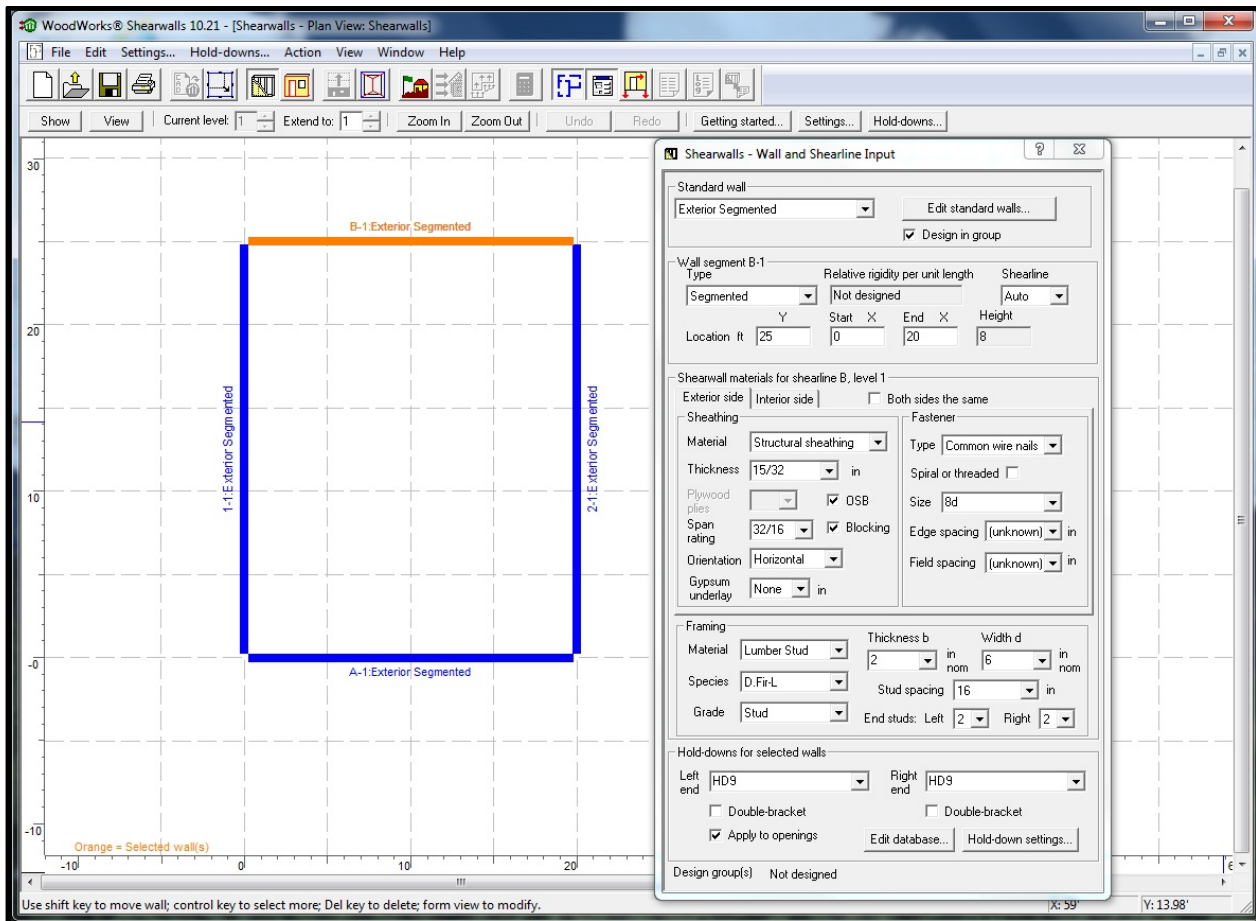 WoodWorks® Shearwalls 10.21 - [Shearwalls - Plan View: Shearwalls]
File Edit Settings... Hold-downs... Action View Window Help
Show View Current level: 1 Extend to: 1 Zoom In Zoom Out Undo Redo Getting started... Settings... Hold-downs...
30
20
10
-0
-10
B-1:Exterior Segmented
1-1:Exterior Segmented
2-1:Exterior Segmented
A-1:Exterior Segmented
Orange = Selected wall(s)
-10 0 10 20
Shearwalls - Wall and Shearline Input
Standard wall
Exterior Segmented Edit standard walls...
Design in group
Wall segment B-1
Type Relative rigidity per unit length Shearline
Segmented Not designed Auto
Y Start X End X Height
Location ft 25 0 20 8
Shearwall materials for shearline B, level 1
Exterior side Interior side Both sides the same
Sheathing
Material Structural sheathing
Thickness 15/32 in
Plywood plies OSB
Span rating 32/16 Blocking
Orientation Horizontal
Gypsum underlay None in
Fastener
Type Common wire nails
Spiral or threaded
Size 8d
Edge spacing (unknown) in
Field spacing (unknown) in
Framing
Thickness b Width d
Material Lumber Stud 2 in nom 6 in nom
Species D.Fir-L Stud spacing 16 in
Grade Stud End studs: Left 2 Right 2
Hold-downs for selected walls
Left end HD9 Right end HD9
Double-bracket Double-bracket
Apply to openings Edit database... Hold-down settings...
Design group(s) Not designed
Use shift key to move wall; control key to select more; Del key to delete; form view to modify. X: 59' Y: 13.98'